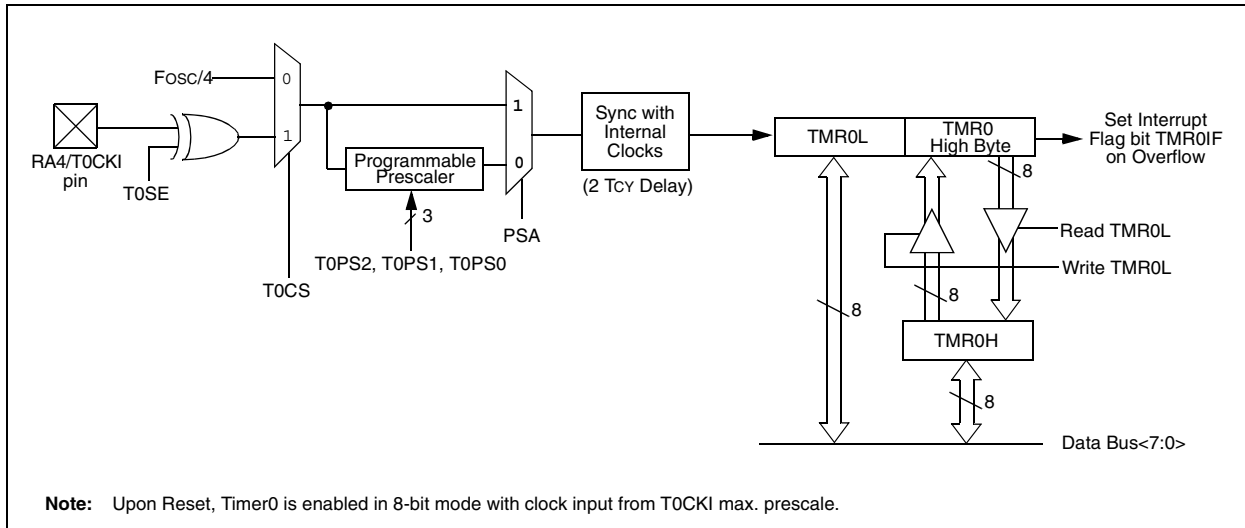 FOSC/4
0
1
RA4/T0CKI
pin
T0SE
T0CS
Programmable
Prescaler
3
T0PS2, T0PS1, T0PS0
1
0
PSA
Sync with
Internal
Clocks
(2 TCY Delay)
TMR0L
TMR0
High Byte
Set Interrupt
Flag bit TMR0IF
on Overflow
8
Read TMR0L
Write TMR0L
8
8
TMR0H
8
Data Bus<7:0>
Note: Upon Reset, Timer0 is enabled in 8-bit mode with clock input from T0CKI max. prescale.